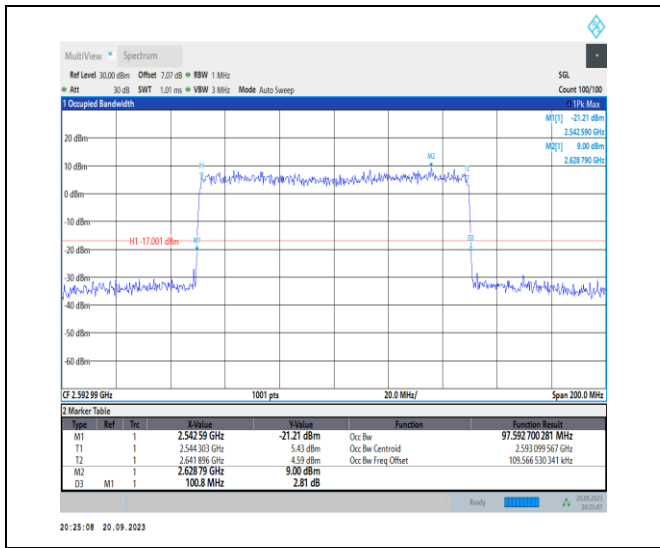 MultiView Spectrum
Ref Level 30.00 dBm Offset 7.07 dB RBW 1 MHz SGL
Att 30 dB SWT 1.01 ms VBW 3 MHz Mode Auto Sweep Count 100/100
1 Occupied Bandwidth 1Pk Max
M1[1] -21.21 dBm
2.542 590 GHz
M2[1] 9.00 dBm
2.628 790 GHz
20 dBm
10 dBm
0 dBm
-10 dBm
-20 dBm
-30 dBm
-40 dBm
-50 dBm
-60 dBm
T1
M2
T2
H1 -17.001 dBm
M1
D3
CF 2.592 99 GHz 1001 pts 20.0 MHz/ Span 200.0 MHz
2 Marker Table
Type Ref Trc X-Value Y-Value Function Function Result
M1 1 2.542 59 GHz -21.21 dBm Occ Bw 97.592 700 281 MHz
T1 1 2.544 303 GHz 5.43 dBm Occ Bw Centroid 2.593 099 567 GHz
T2 1 2.641 896 GHz 4.59 dBm Occ Bw Freq Offset 109.566 530 341 kHz
M2 1 2.628 79 GHz 9.00 dBm
D3 M1 1 100.8 MHz 2.81 dB
Ready 20.09.2023
20:25:07
20:25:08 20.09.2023